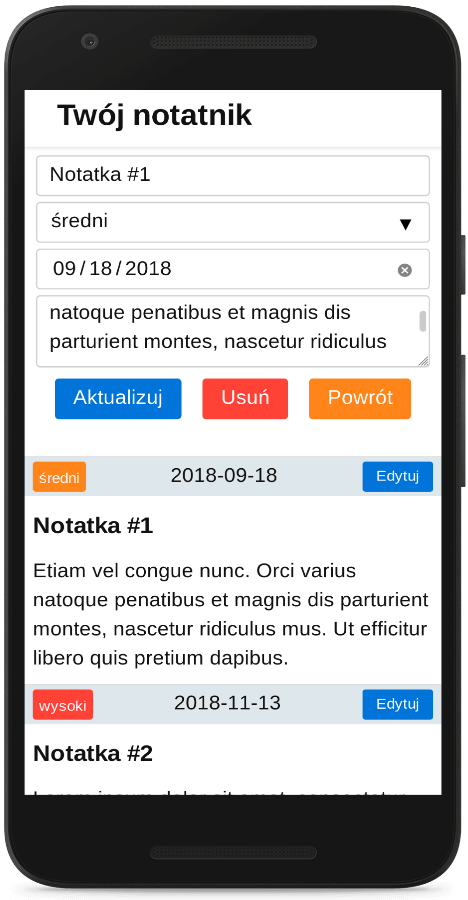 Twój notatnik
Notatka #1
średni
09/18/2018
natoque penatibus et magnis dis
parturient montes, nascetur ridiculus
Aktualizuj Usuń Powrót
średni 2018-09-18 Edytuj
Notatka #1
Etiam vel congue nunc. Orci varius
natoque penatibus et magnis dis parturient
montes, nascetur ridiculus mus. Ut efficitur
libero quis pretium dapibus.
wysoki 2018-11-13 Edytuj
Notatka #2